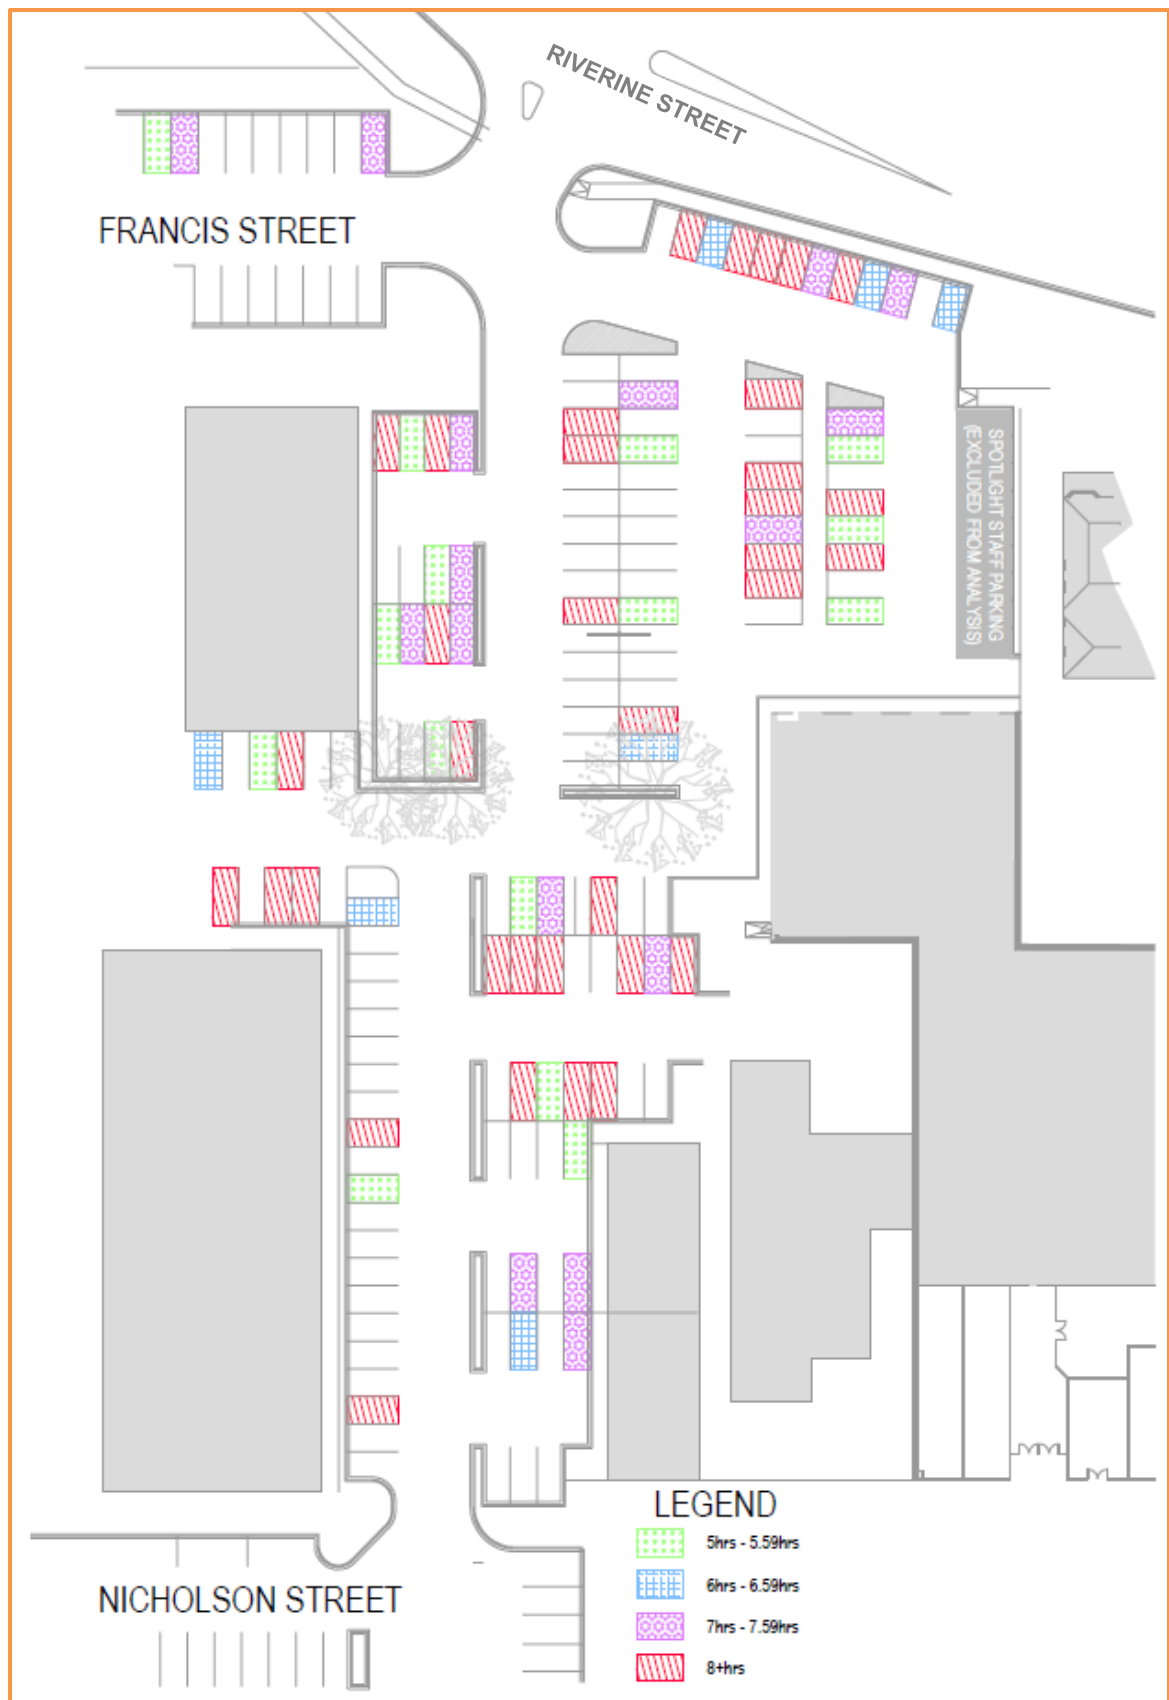 RIVERINE STREET
FRANCIS STREET
SPOTLIGHT STAFF PARKING
(EXCLUDED FROM ANALYSIS)
LEGEND
5hrs - 5.59hrs
6hrs - 6.59hrs
7hrs - 7.59hrs
8+hrs
NICHOLSON STREET